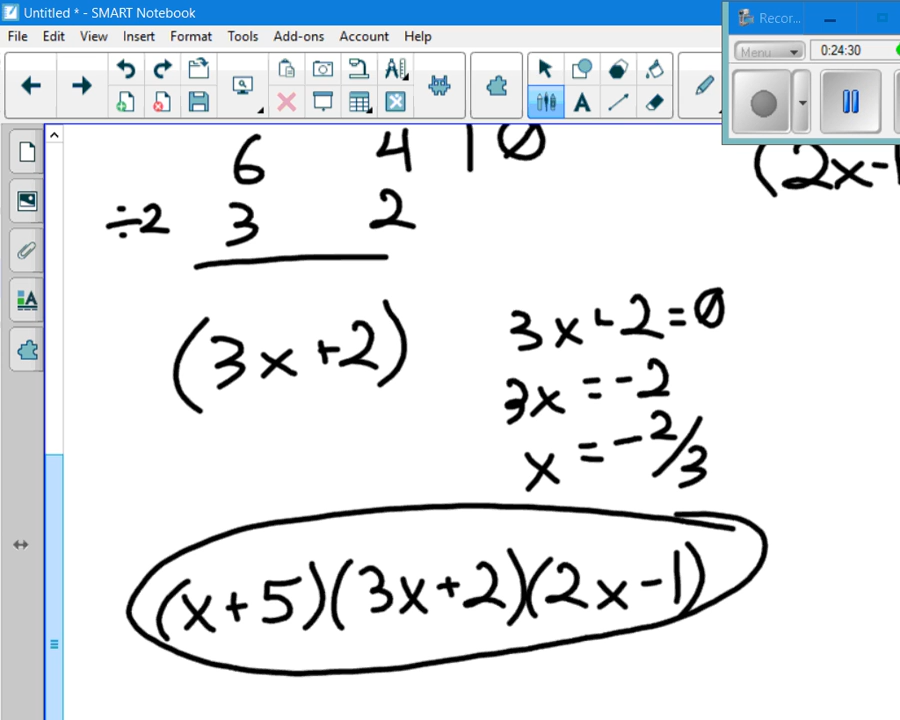 Untitled * - SMART Notebook
Recor...
File Edit View Insert Format Tools Add-ons Account Help
Menu
0:24:30
6 4 | 0
(2x-1
÷2 3 2
(3x+2)
3x+2=0
3x=-2
x=-2/3
(x+5)(3x+2)(2x-1)